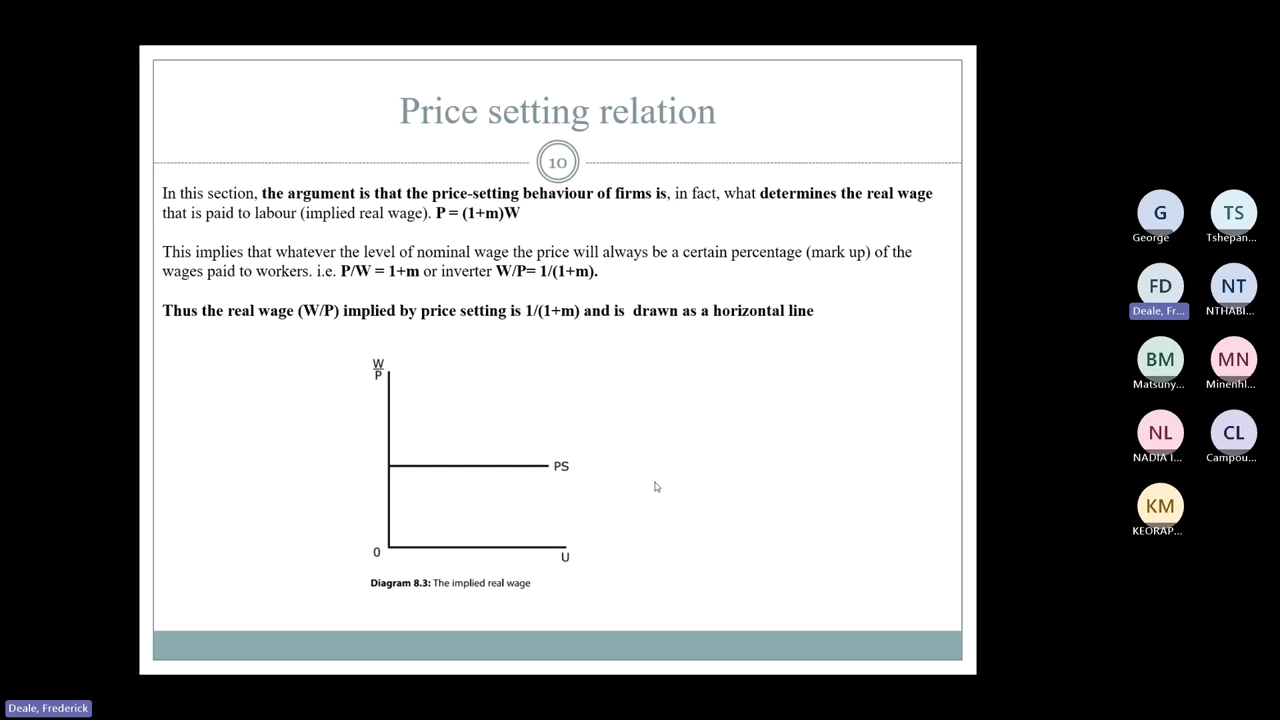 Price setting relation
10
In this section, the argument is that the price-setting behaviour of firms is, in fact, what determines the real wage
that is paid to labour (implied real wage). P = (1+m)W
This implies that whatever the level of nominal wage the price will always be a certain percentage (mark up) of the
wages paid to workers. i.e. P/W = 1+m or inverter W/P= 1/(1+m).
Thus the real wage (W/P) implied by price setting is 1/(1+m) and is drawn as a horizontal line
W
P
PS
0
U
Diagram 8.3: The implied real wage
G
TS
George
Tshepan...
FD
NT
Deale, Fr...
NTHABI...
BM
MN
Matsuny...
Minenhl...
NL
CL
NADIA I...
Campou...
KM
KEORAP...
Deale, Frederick